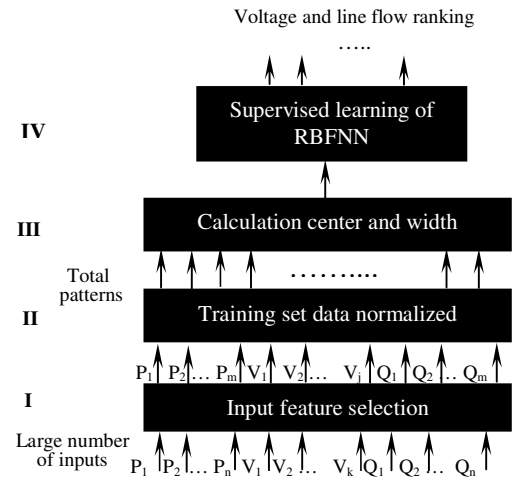 Voltage and line flow ranking
.....
Supervised learning of
RBFNN
IV
Calculation center and width
III
Total
patterns
.........…
Training set data normalized
II
P₁ P₂… Pₘ V₁ V₂… Vⱼ Q₁ Q₂ .. Qₘ
I
Input feature selection
Large number
of inputs
P₁ P₂… Pₙ V₁ V₂ … Vₖ Q₁ Q₂ … Qₙ